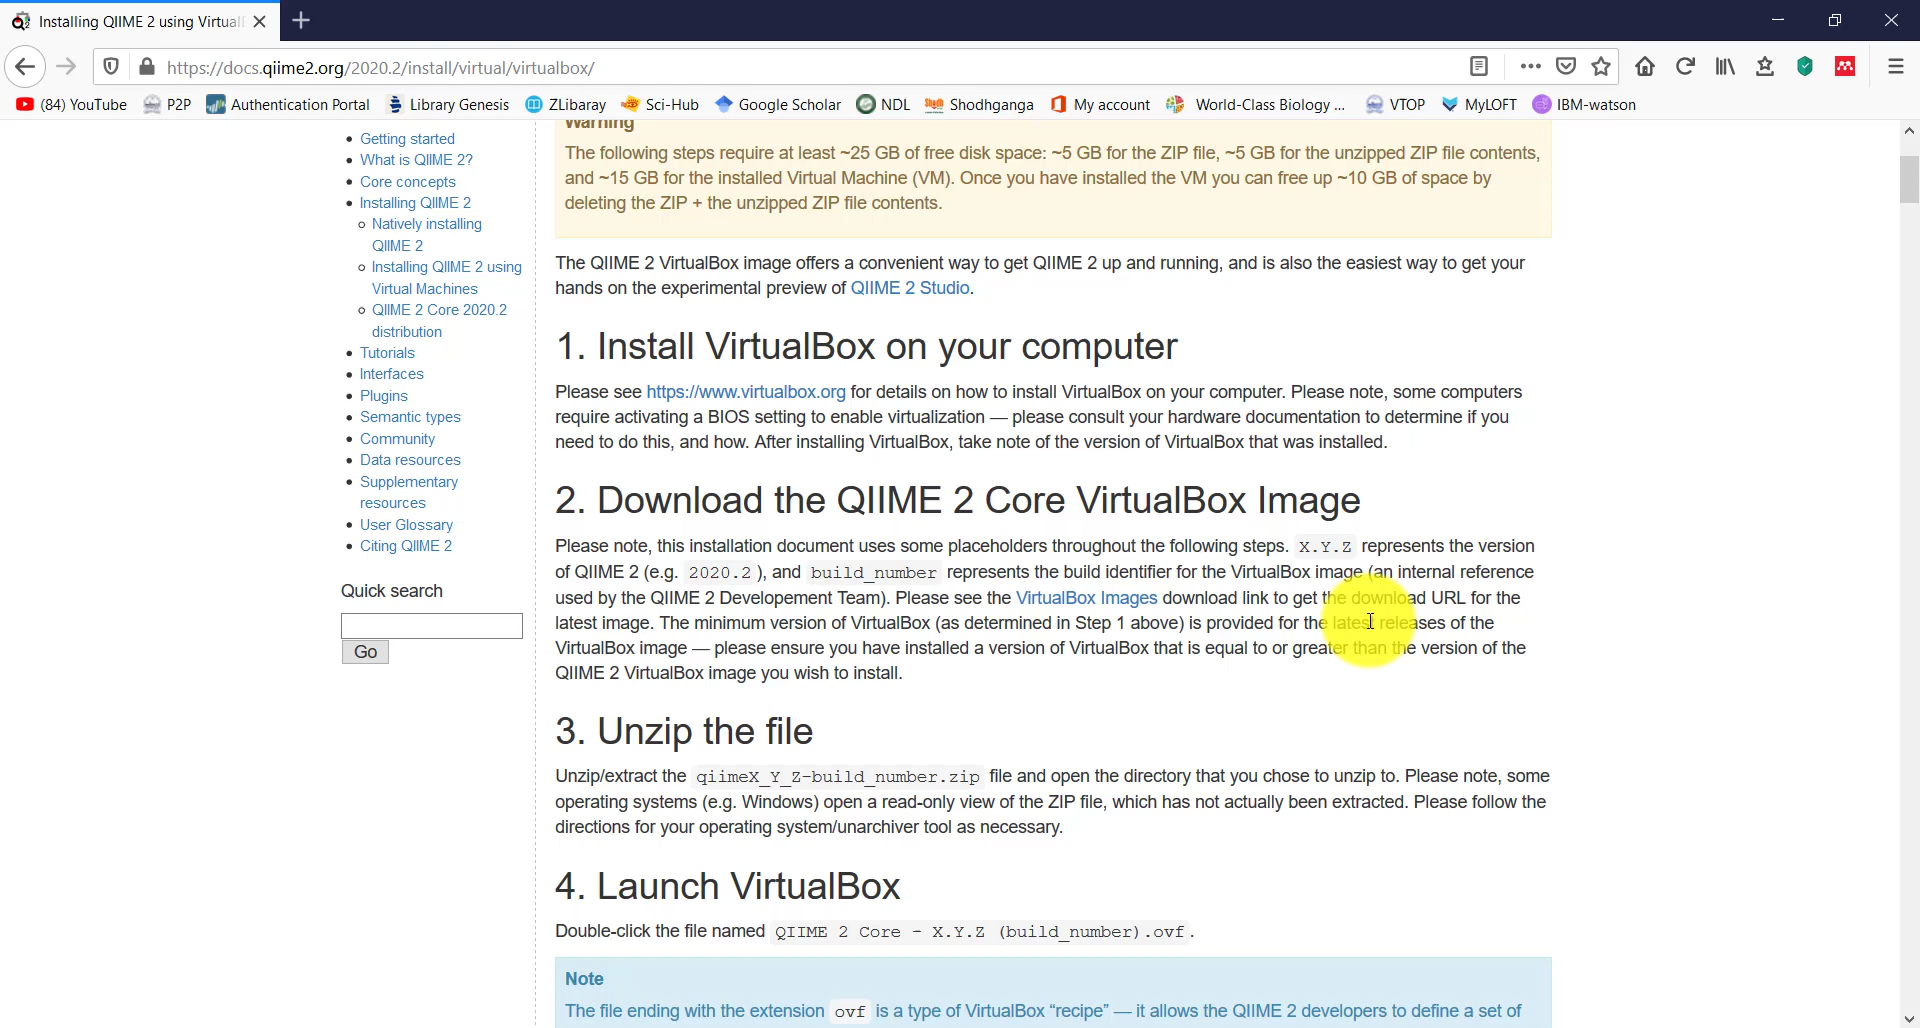 Installing QIIME 2 using Virtual
https://docs.qiime2.org/2020.2/install/virtual/virtualbox/
(84) YouTube P2P Authentication Portal Library Genesis ZLibaray Sci-Hub Google Scholar NDL Shodhganga My account World-Class Biology ... VTOP MyLOFT IBM-watson
Getting started
What is QIIME 2?
Core concepts
Installing QIIME 2
Natively installing
QIIME 2
Installing QIIME 2 using
Virtual Machines
QIIME 2 Core 2020.2
distribution
Tutorials
Interfaces
Plugins
Semantic types
Community
Data resources
Supplementary
resources
User Glossary
Citing QIIME 2
Quick search
Go
Warning
The following steps require at least ~25 GB of free disk space: ~5 GB for the ZIP file, ~5 GB for the unzipped ZIP file contents,
and ~15 GB for the installed Virtual Machine (VM). Once you have installed the VM you can free up ~10 GB of space by
deleting the ZIP + the unzipped ZIP file contents.
The QIIME 2 VirtualBox image offers a convenient way to get QIIME 2 up and running, and is also the easiest way to get your
hands on the experimental preview of QIIME 2 Studio.
1. Install VirtualBox on your computer
Please see https://www.virtualbox.org for details on how to install VirtualBox on your computer. Please note, some computers
require activating a BIOS setting to enable virtualization — please consult your hardware documentation to determine if you
need to do this, and how. After installing VirtualBox, take note of the version of VirtualBox that was installed.
2. Download the QIIME 2 Core VirtualBox Image
Please note, this installation document uses some placeholders throughout the following steps. X.Y.Z represents the version
of QIIME 2 (e.g. 2020.2 ), and build_number represents the build identifier for the VirtualBox image (an internal reference
used by the QIIME 2 Developement Team). Please see the VirtualBox Images download link to get the download URL for the
latest image. The minimum version of VirtualBox (as determined in Step 1 above) is provided for the latest releases of the
VirtualBox image — please ensure you have installed a version of VirtualBox that is equal to or greater than the version of the
QIIME 2 VirtualBox image you wish to install.
3. Unzip the file
Unzip/extract the qiimeX_Y_Z-build_number.zip file and open the directory that you chose to unzip to. Please note, some
operating systems (e.g. Windows) open a read-only view of the ZIP file, which has not actually been extracted. Please follow the
directions for your operating system/unarchiver tool as necessary.
4. Launch VirtualBox
Double-click the file named QIIME 2 Core - X.Y.Z (build_number).ovf.
Note
The file ending with the extension ovf is a type of VirtualBox “recipe” — it allows the QIIME 2 developers to define a set of